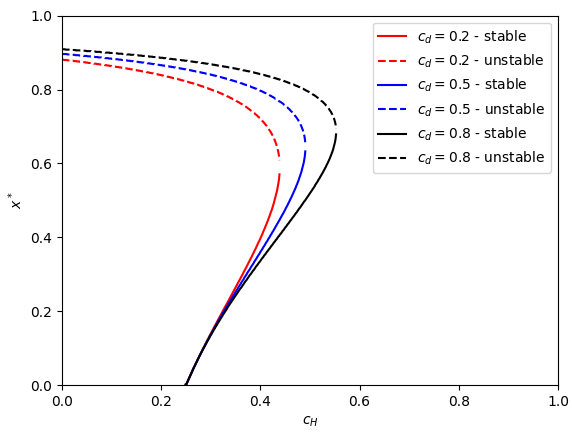 1.0
0.8
0.6
0.4
0.2
0.0
x*
0.0 0.2 0.4 0.6 0.8 1.0
c_H
c_d = 0.2 - stable
c_d = 0.2 - unstable
c_d = 0.5 - stable
c_d = 0.5 - unstable
c_d = 0.8 - stable
c_d = 0.8 - unstable